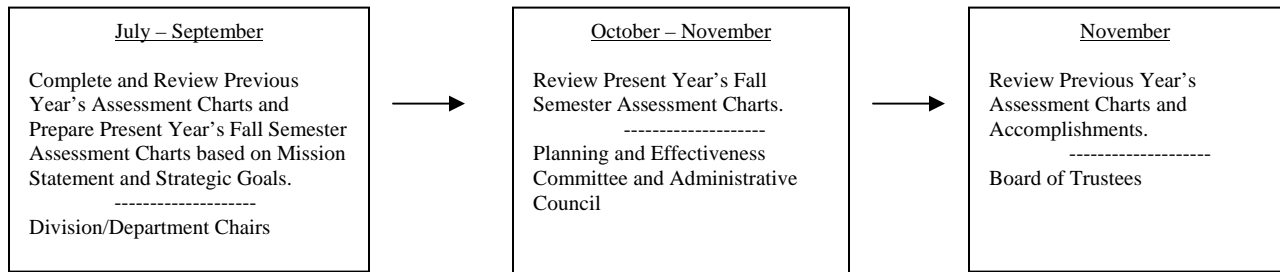 July – September
Complete and Review Previous
Year's Assessment Charts and
Prepare Present Year's Fall Semester
Assessment Charts based on Mission
Statement and Strategic Goals.
--------------------
Division/Department Chairs
October – November
Review Present Year's Fall
Semester Assessment Charts.
--------------------
Planning and Effectiveness
Committee and Administrative
Council
November
Review Previous Year's
Assessment Charts and
Accomplishments.
--------------------
Board of Trustees